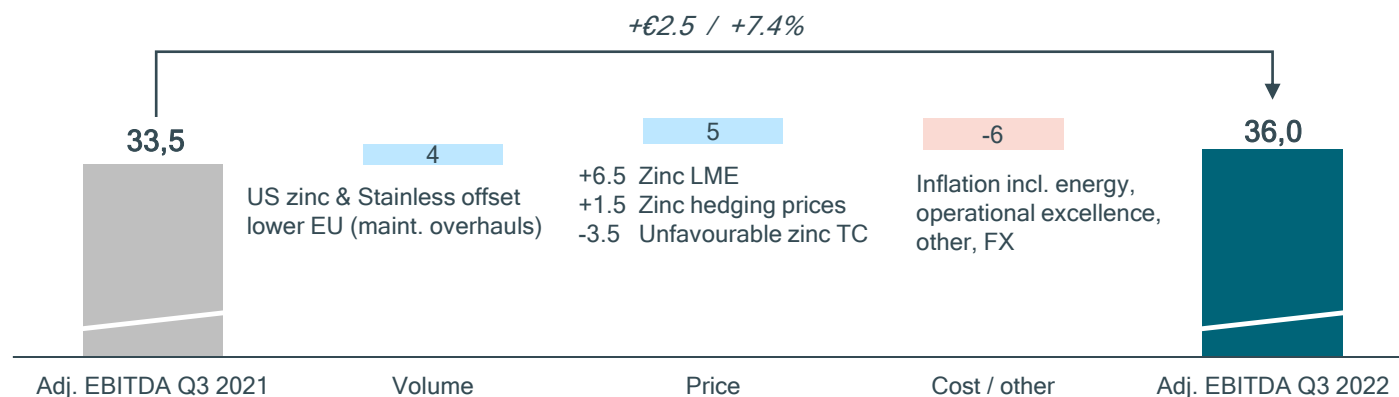 +€2.5 / +7.4%
33,5
4
US zinc & Stainless offset
lower EU (maint. overhauls)
5
+6.5 Zinc LME
+1.5 Zinc hedging prices
-3.5 Unfavourable zinc TC
-6
Inflation incl. energy,
operational excellence,
other, FX
36,0
Adj. EBITDA Q3 2021
Volume
Price
Cost / other
Adj. EBITDA Q3 2022